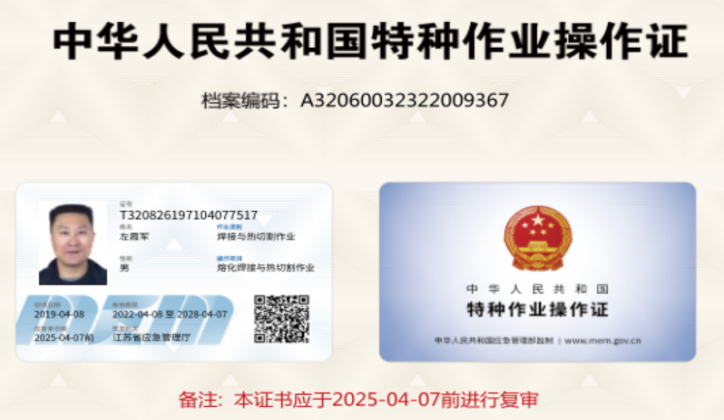 中华人民共和国特种作业操作证
档案编码：A32060032322009367
证号
T320826197104077517
姓名 作业类别
左霞军 焊接与热切割作业
性别 操作项目
男 熔化焊接与热切割作业
初领日期 有效期限
2019-04-08 2022-04-08 至 2028-04-07
应复审日期 签发机关
2025-04-07前 江苏省应急管理厅
mem
中华人民共和国
特种作业操作证
中华人民共和国应急管理部监制 | www.mem.gov.cn
备注：本证书应于2025-04-07前进行复审